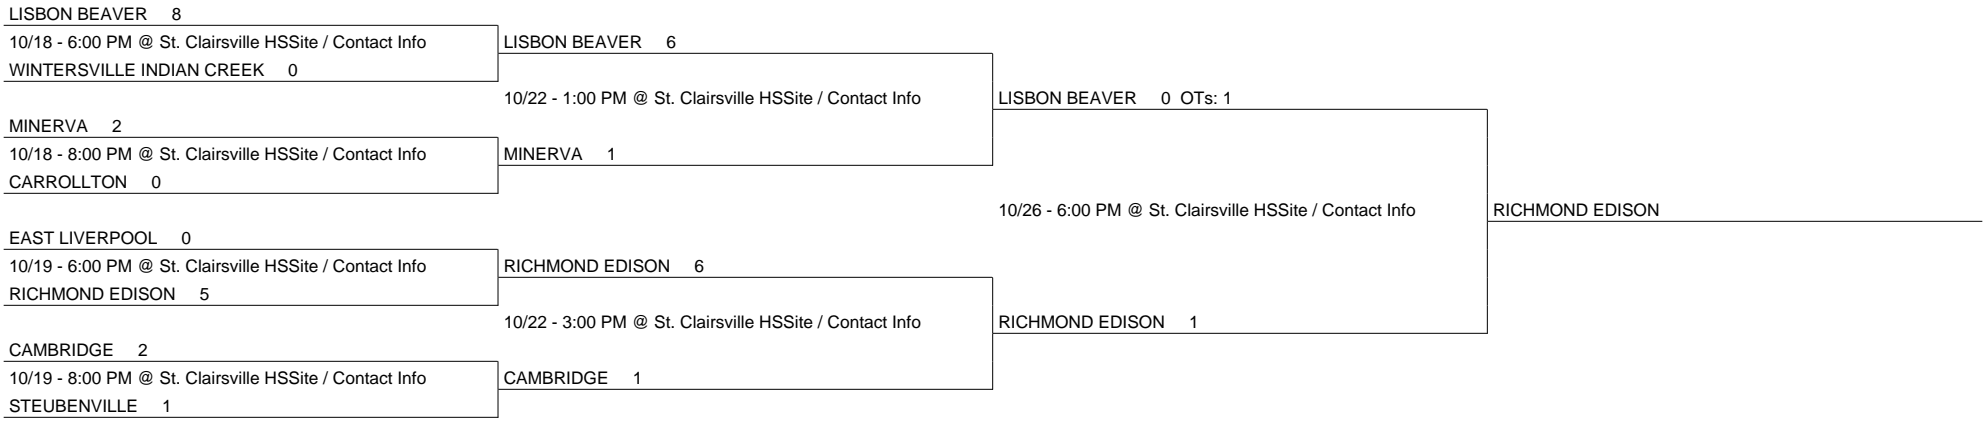 LISBON BEAVER 8
10/18 - 6:00 PM @ St. Clairsville HSSite / Contact Info
WINTERSVILLE INDIAN CREEK 0
LISBON BEAVER 6
10/22 - 1:00 PM @ St. Clairsville HSSite / Contact Info
MINERVA 2
10/18 - 8:00 PM @ St. Clairsville HSSite / Contact Info
CARROLLTON 0
MINERVA 1
LISBON BEAVER 0 OTs: 1
10/26 - 6:00 PM @ St. Clairsville HSSite / Contact Info
RICHMOND EDISON
EAST LIVERPOOL 0
10/19 - 6:00 PM @ St. Clairsville HSSite / Contact Info
RICHMOND EDISON 5
RICHMOND EDISON 6
10/22 - 3:00 PM @ St. Clairsville HSSite / Contact Info
RICHMOND EDISON 1
CAMBRIDGE 2
10/19 - 8:00 PM @ St. Clairsville HSSite / Contact Info
STEUBENVILLE 1
CAMBRIDGE 1